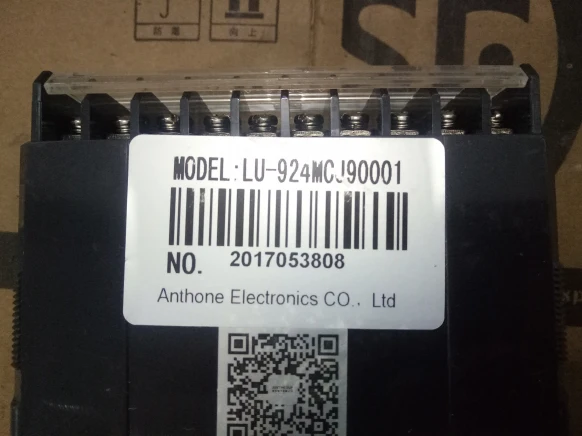 MODEL:LU-924MCJ90001
NO. 2017053808
Anthone Electronics CO., Ltd